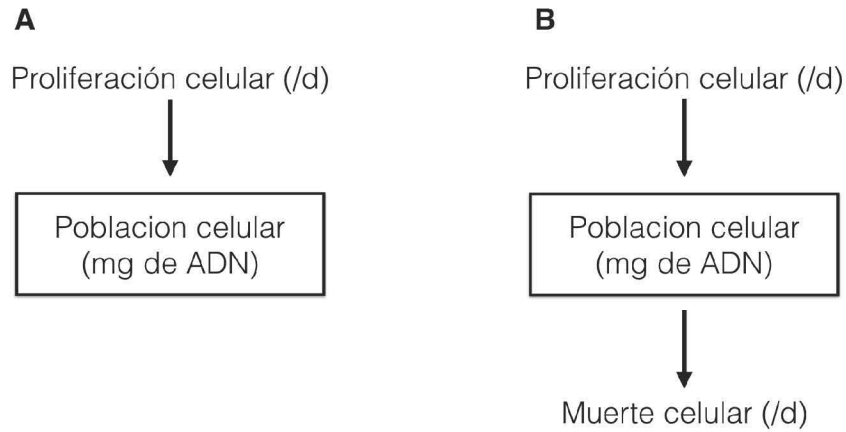 A
Proliferación celular (/d)
Poblacion celular
(mg de ADN)
B
Proliferación celular (/d)
Poblacion celular
(mg de ADN)
Muerte celular (/d)